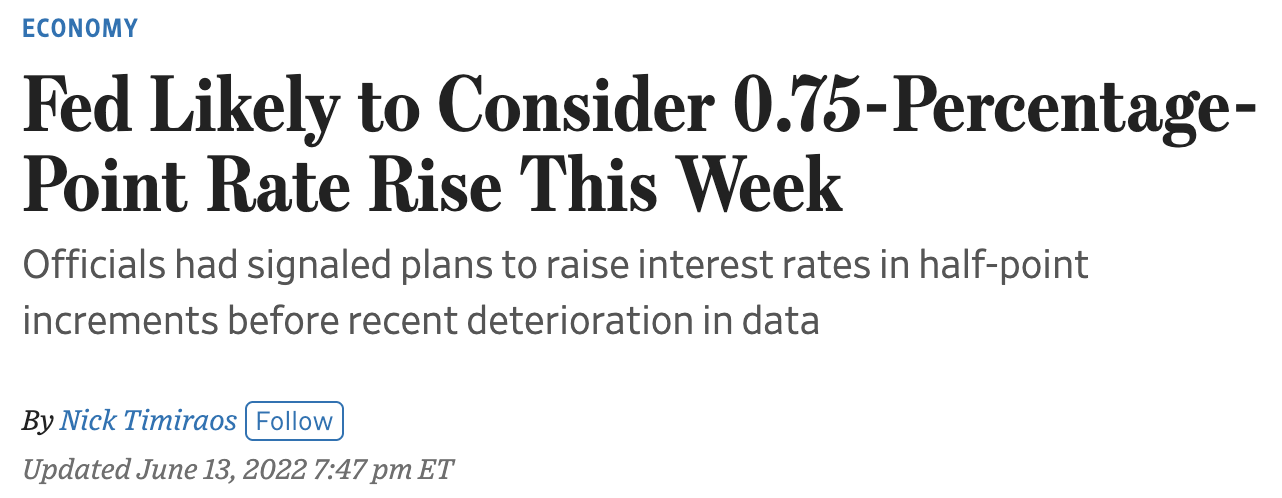 ECONOMY
Fed Likely to Consider 0.75-Percentage-
Point Rate Rise This Week
Officials had signaled plans to raise interest rates in half-point
increments before recent deterioration in data
By Nick Timiraos Follow
Updated June 13, 2022 7:47 pm ET